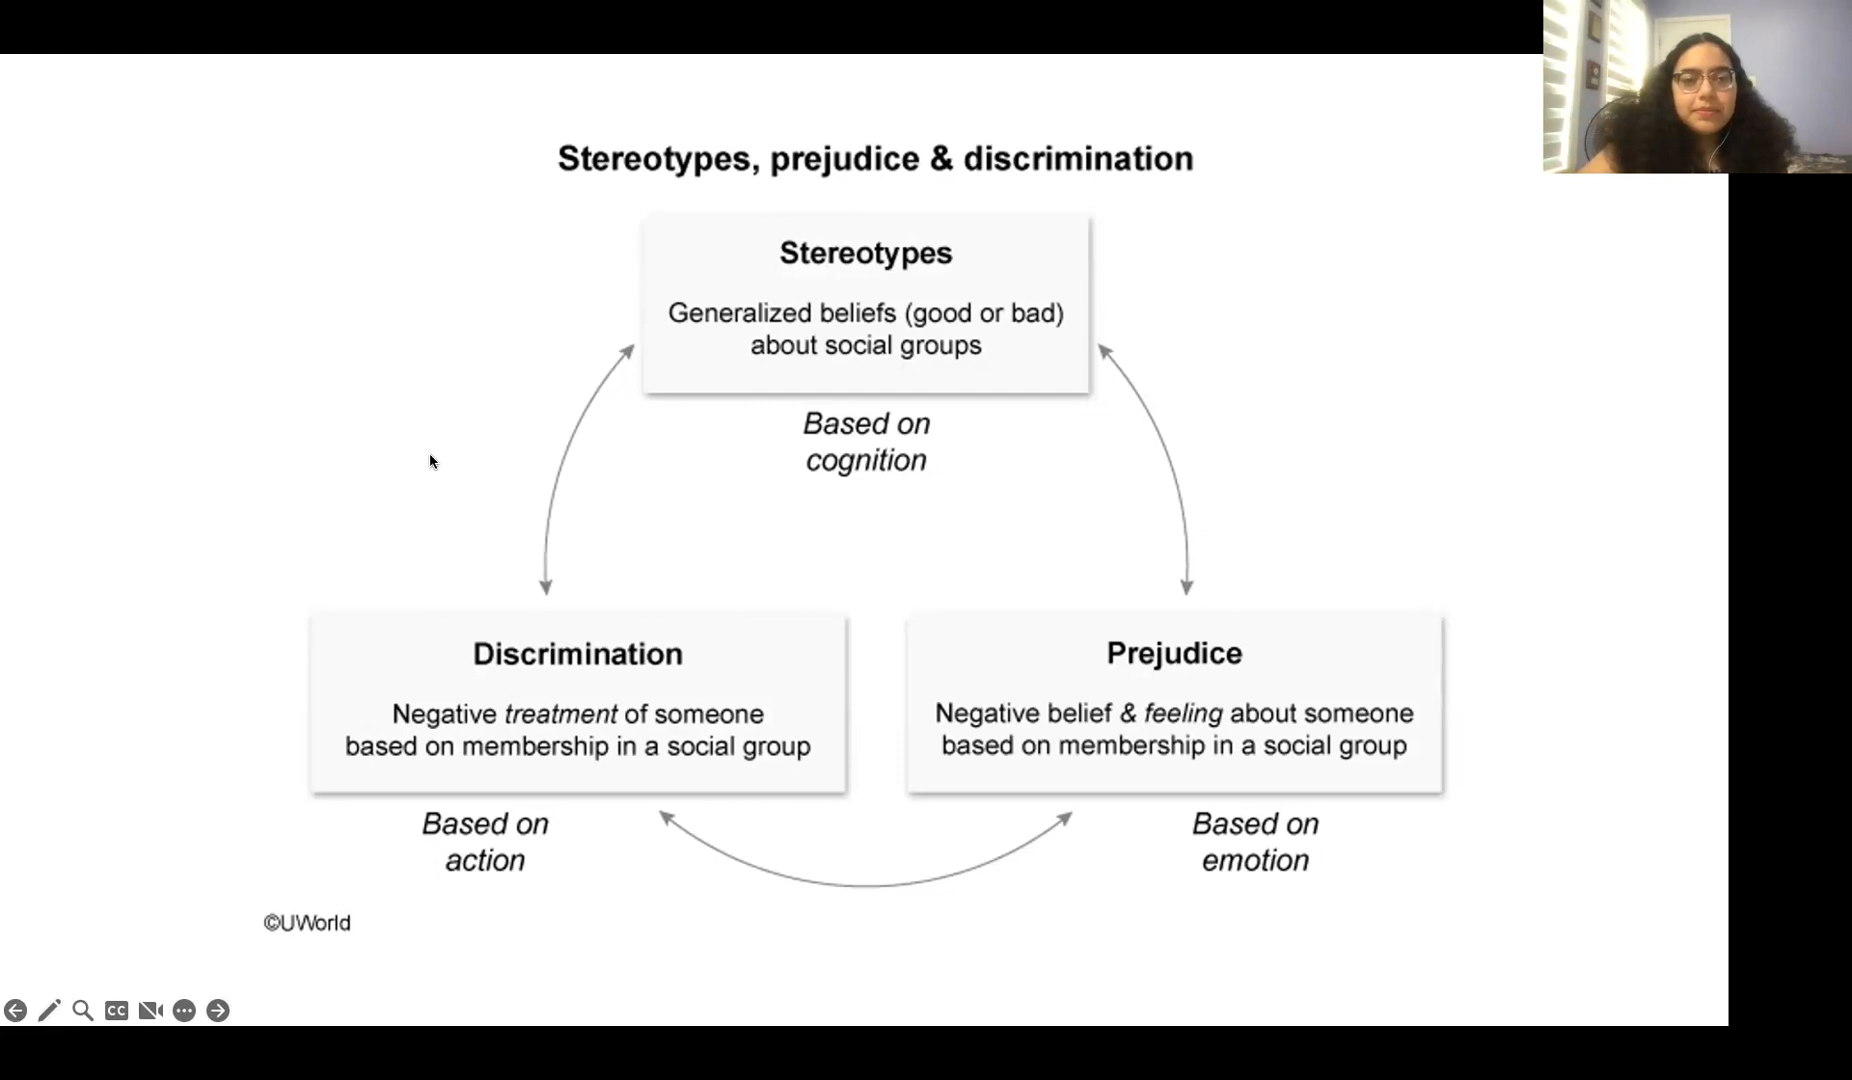 Stereotypes, prejudice & discrimination
Stereotypes
Generalized beliefs (good or bad)
about social groups
Based on
cognition
Discrimination
Negative treatment of someone
based on membership in a social group
Based on
action
Prejudice
Negative belief & feeling about someone
based on membership in a social group
Based on
emotion
©UWorld
CC